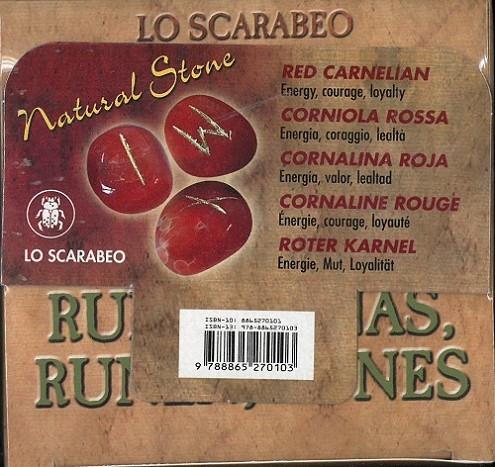 LO SCARABEO
Natural Stone
RED CARNELIAN
Energy, courage, loyalty
CORNIOLA ROSSA
Energia, coraggio, lealtà
CORNALINA ROJA
Energía, valor, lealtad
CORNALINE ROUGE
Énergie, courage, loyauté
ROTER KARNEL
Energie, Mut, Loyalität
LO SCARABEO
ISBN-10: 8865270101
ISBN-13: 978-8865270103
9 788865 270103